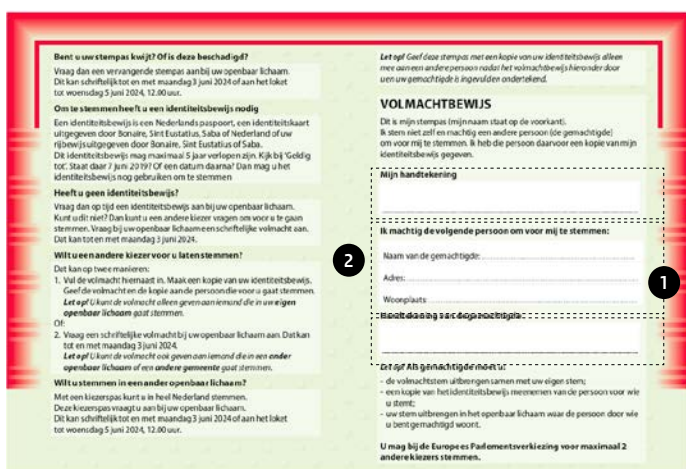 Bent u uw stempas kwijt? Of is deze beschadigd?
Vraag dan een vervangende stempas aan bij uw openbaar lichaam.
Dit kan schriftelijk tot en met maandag 3 juni 2024 of aan het loket
tot woensdag 5 juni 2024, 12.00 uur.
Om te stemmen heeft u een identiteitsbewijs nodig
Een identiteitsbewijs is een Nederlands paspoort, een identiteitskaart
uitgegeven door Bonaire, Sint Eustatius, Saba of Nederland of uw
rijbewijs uitgegeven door Bonaire, Sint Eustatius of Saba.
Dit identiteitsbewijs mag maximaal 5 jaar verlopen zijn. Kijk bij 'Geldig
tot'. Staat daar 7 juni 2019? Of een datum daarna? Dan mag u het
identiteitsbewijs nog gebruiken om te stemmen
Heeft u geen identiteitsbewijs?
Vraag dan op tijd een identiteitsbewijs aan bij uw openbaar lichaam.
Kunt u dit niet? Dan kunt u een andere kiezer vragen om voor u te gaan
stemmen. Vraag bij uw openbaar lichaam een schriftelijke volmacht aan.
Dat kan tot en met maandag 3 juni 2024.
Wilt u een andere kiezer voor u laten stemmen?
Dat kan op twee manieren:
1. Vul de volmacht hiernaast in. Maak een kopie van uw identiteitsbewijs.
Geef de volmacht en de kopie aan de persoon die voor u gaat stemmen.
Let op! U kunt de volmacht alleen geven aan iemand die in uw eigen
openbaar lichaam gaat stemmen.
Of:
2. Vraag een schriftelijke volmacht bij uw openbaar lichaam aan. Dat kan
tot en met maandag 3 juni 2024.
Let op! U kunt de volmacht ook geven aan iemand die in een ander
openbaar lichaam of een andere gemeente gaat stemmen.
Wilt u stemmen in een ander openbaar lichaam?
Met een kiezerspas kunt u in heel Nederland stemmen.
Deze kiezerspas vraagt u aan bij uw openbaar lichaam.
Dit kan schriftelijk tot en met maandag 3 juni 2024 of aan het loket
tot woensdag 5 juni 2024, 12.00 uur.
Let op! Geef deze stempas met een kopie van uw identiteitsbewijs alleen
mee aan een andere persoon nadat het volmachtbewijs hieronder door
u en uw gemachtigde is ingevuld en ondertekend.
VOLMACHTBEWIJS
Dit is mijn stempas (mijn naam staat op de voorkant).
Ik stem niet zelf en machtig een andere persoon (de gemachtigde)
om voor mij te stemmen. Ik heb die persoon daarvoor een kopie van mijn
identiteitsbewijs gegeven.
Mijn handtekening
Ik machtig de volgende persoon om voor mij te stemmen:
2
Naam van de gemachtigde:
Adres:
1
Woonplaats:
Handtekening van de gemachtigde
Let op! Als gemachtigde moet u:
- de volmachtstem uitbrengen samen met uw eigen stem;
- een kopie van het identiteitsbewijs meenemen van de persoon voor wie
u stemt;
- uw stem uitbrengen in het openbaar lichaam waar de persoon door wie
u bent gemachtigd woont.
U mag bij de Europees Parlementsverkiezing voor maximaal 2
andere kiezers stemmen.